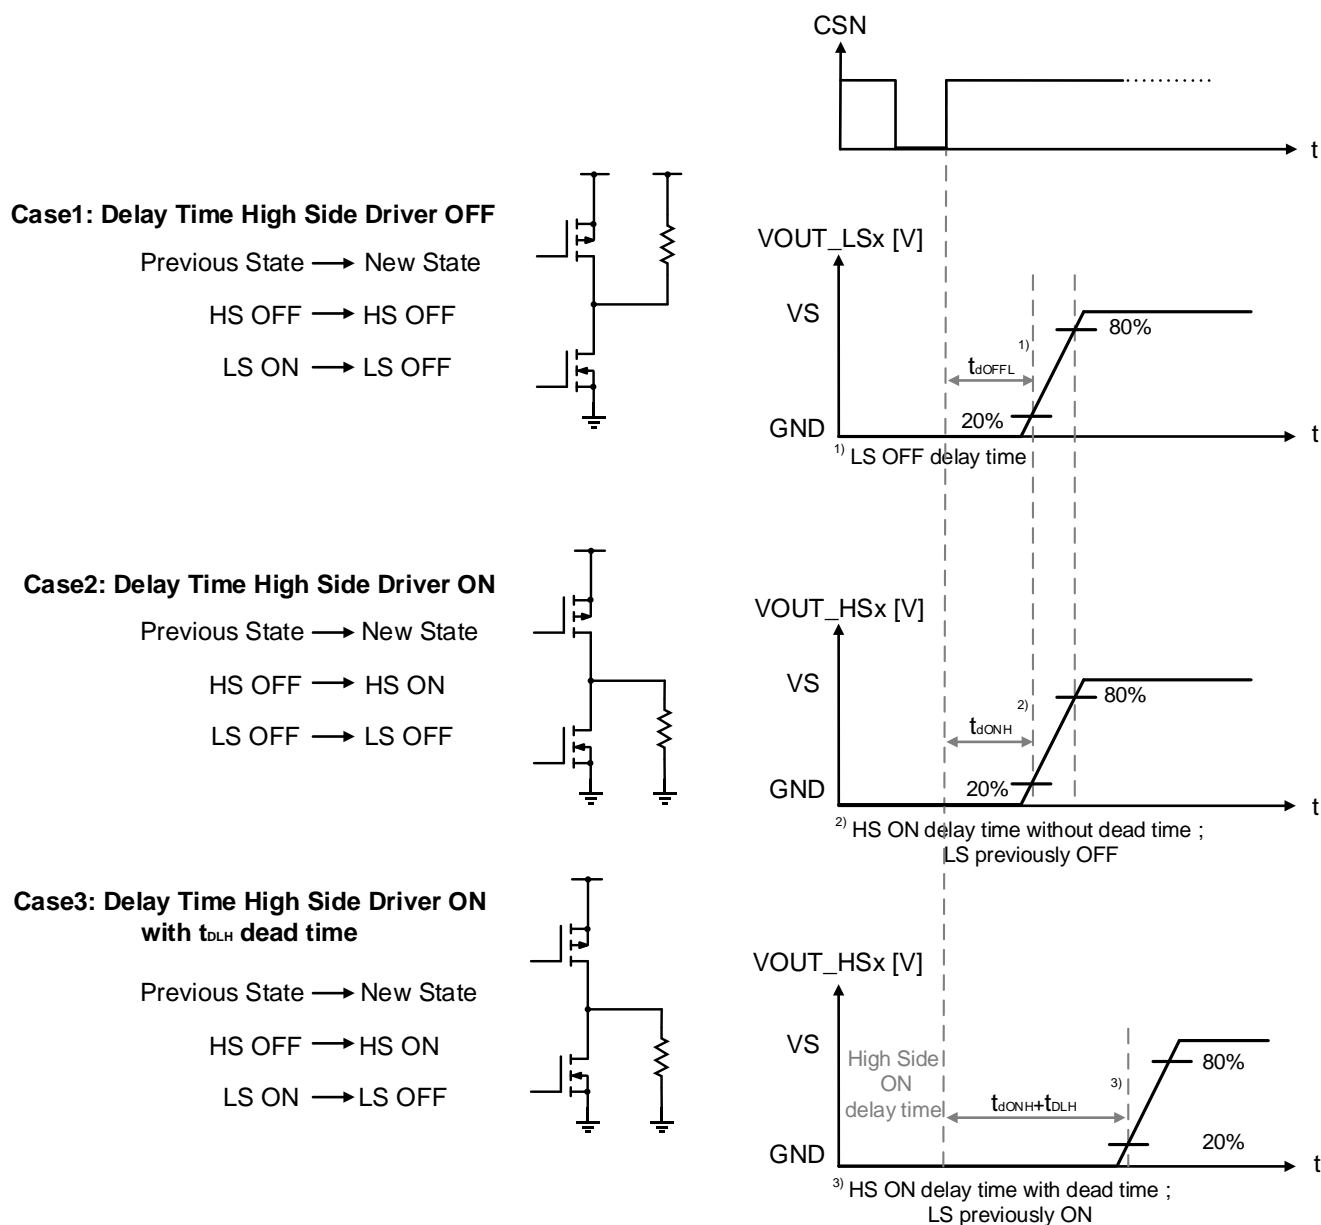 CSN
t
Case1: Delay Time High Side Driver OFF
Previous State New State
HS OFF HS OFF
LS ON LS OFF
VOUT_LSx [V]
VS
80%
1)
tdOFFL
20%
GND
t
1) LS OFF delay time
Case2: Delay Time High Side Driver ON
Previous State New State
HS OFF HS ON
LS OFF LS OFF
VOUT_HSx [V]
VS
80%
2)
tdONH
20%
GND
t
2) HS ON delay time without dead time ;
LS previously OFF
Case3: Delay Time High Side Driver ON
with tDLH dead time
Previous State New State
HS OFF HS ON
LS ON LS OFF
VOUT_HSx [V]
VS
High Side
ON
delay time
80%
3)
tdONH+tDLH
20%
GND
t
3) HS ON delay time with dead time ;
LS previously ON